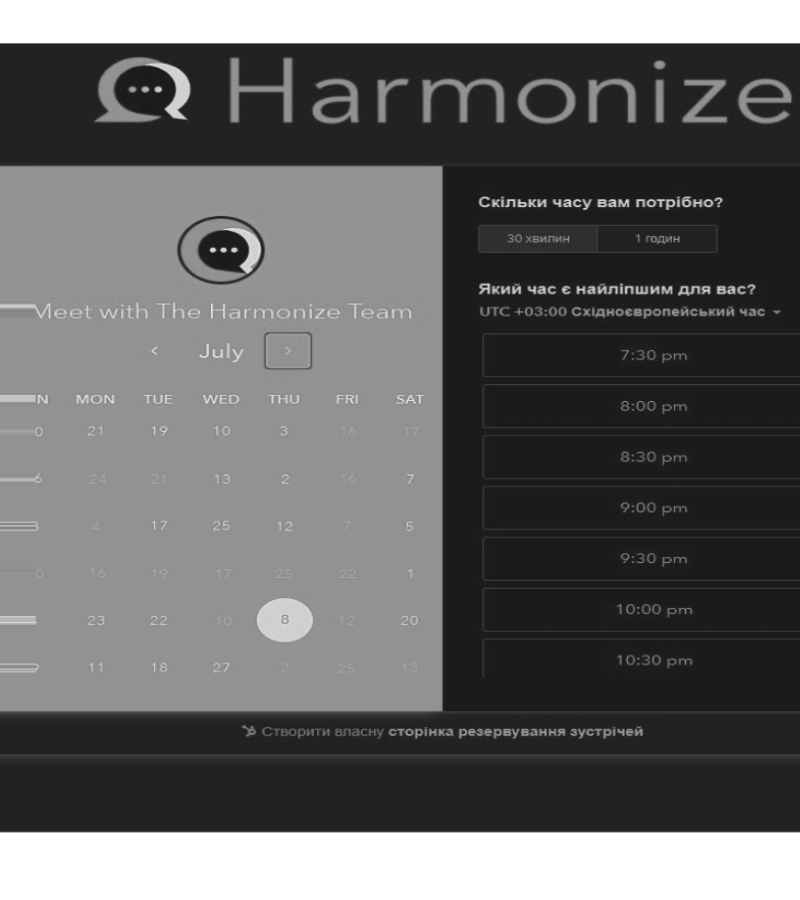 Harmonize
Meet with The Harmonize Team
July
N MON TUE WED THU FRI SAT
0 21 19 10 3 16 17
6 24 21 13 2 16 7
4 17 25 12 7 5
0 16 19 17 25 22 1
23 22 10 8 12 20
11 18 27 2 25 13
Скільки часу вам потрібно?
30 хвилин 1 годин
Який час є найліпшим для вас?
UTC +03:00 Східноєвропейський час
7:30 pm
8:00 pm
8:30 pm
9:00 pm
9:30 pm
10:00 pm
10:30 pm
Створити власну сторінка резервування зустрічей